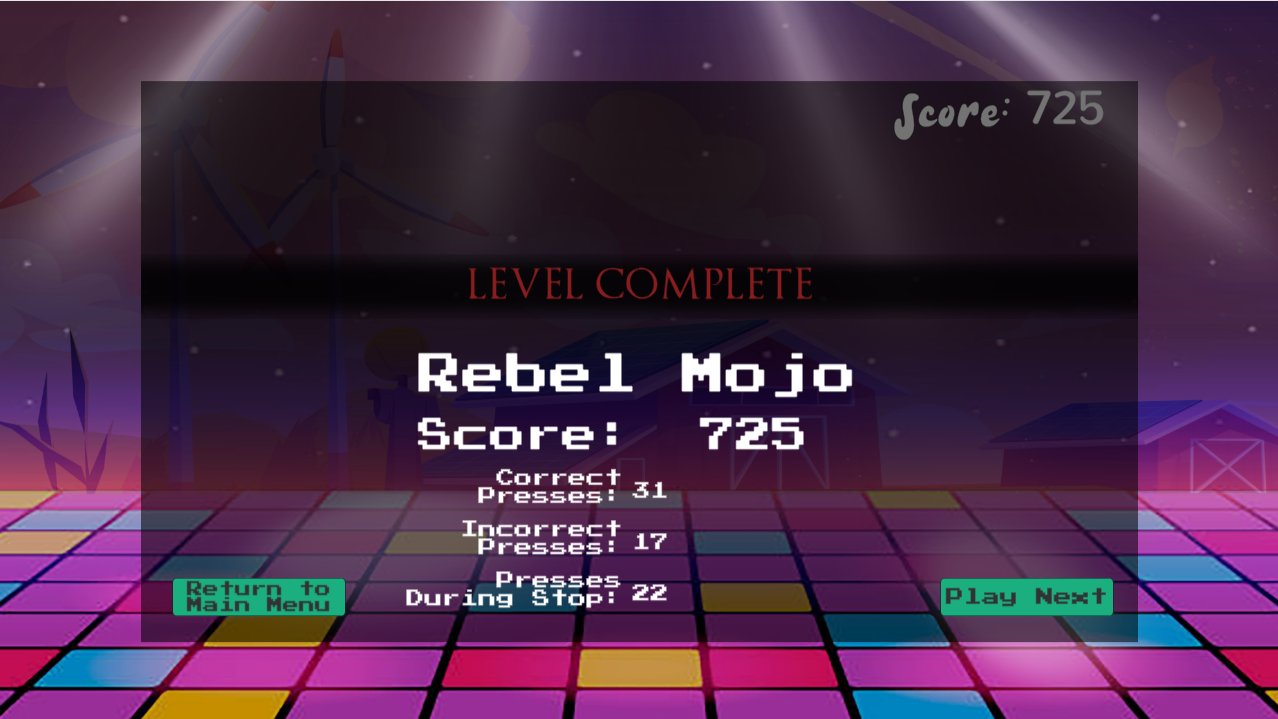 Score: 725
LEVEL COMPLETE
Rebel Mojo
Score: 725
Correct
Presses: 31
Incorrect
Presses: 17
Presses
During Stop: 22
Return to
Main Menu
Play Next